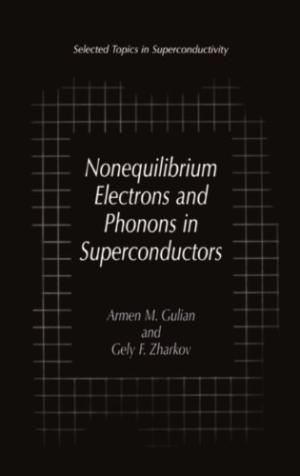 Selected Topics in Superconductivity
Nonequilibrium
Electrons and
Phonons in
Superconductors
Armen M. Gulian
and
Gely F. Zharkov